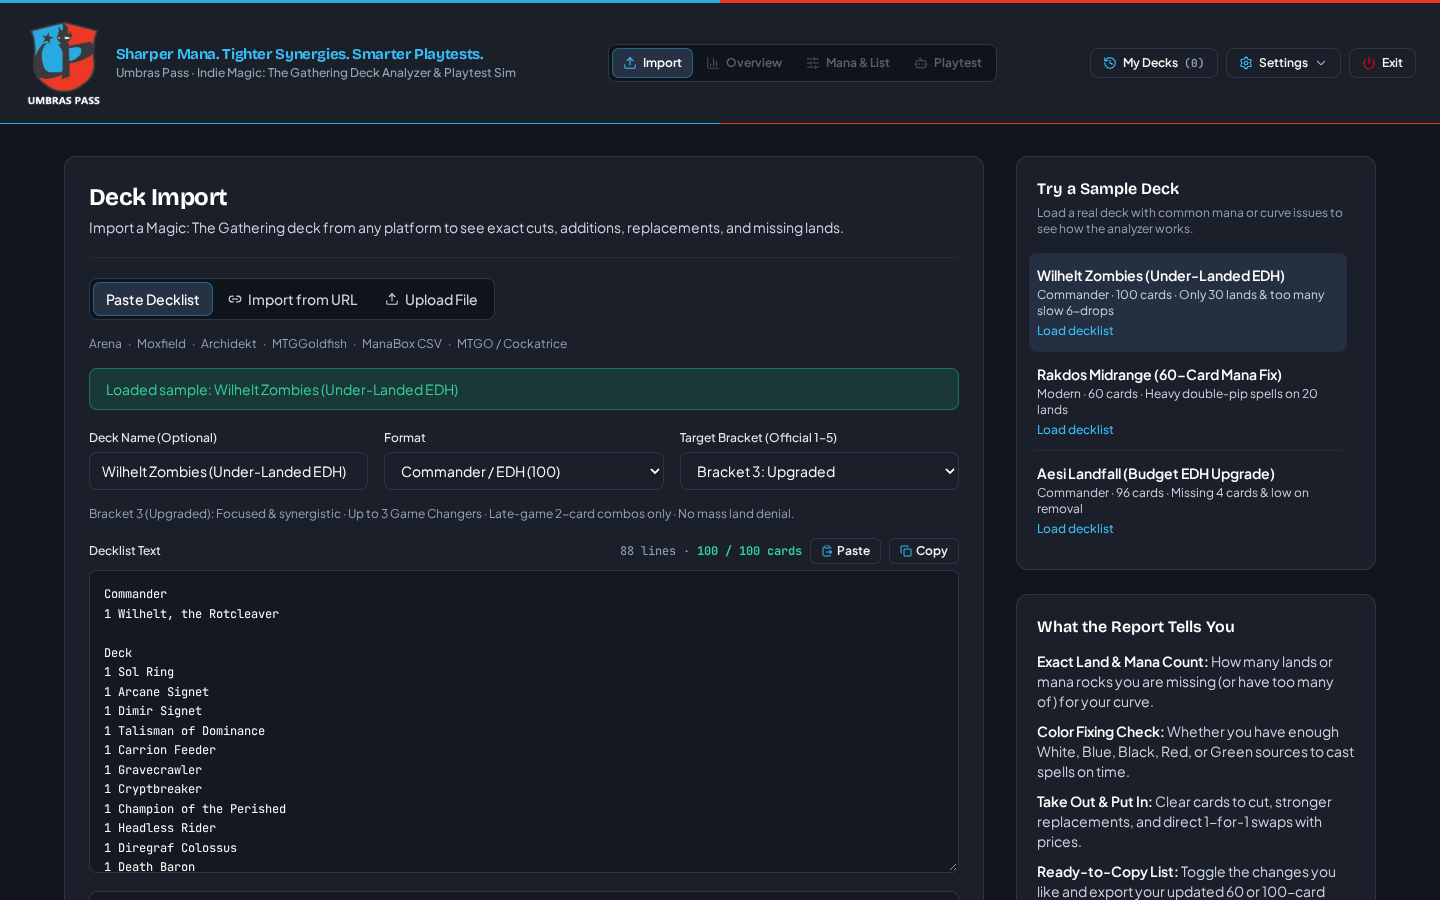 UMBRAS PASS
Sharper Mana. Tighter Synergies. Smarter Playtests.
Umbras Pass · Indie Magic: The Gathering Deck Analyzer & Playtest Sim
Import
Overview
Mana & List
Playtest
My Decks (0)
Settings
Exit
Deck Import
Import a Magic: The Gathering deck from any platform to see exact cuts, additions, replacements, and missing lands.
Paste Decklist
Import from URL
Upload File
Arena · Moxfield · Archidekt · MTGGoldfish · ManaBox CSV · MTGO / Cockatrice
Loaded sample: Wilhelt Zombies (Under-Landed EDH)
Deck Name (Optional)
Format
Target Bracket (Official 1–5)
Wilhelt Zombies (Under-Landed EDH)
Commander / EDH (100)
Bracket 3: Upgraded
Bracket 3 (Upgraded): Focused & synergistic · Up to 3 Game Changers · Late-game 2-card combos only · No mass land denial.
Decklist Text
88 lines · 100 / 100 cards
Paste
Copy
Commander
1 Wilhelt, the Rotcleaver
Deck
1 Sol Ring
1 Arcane Signet
1 Dimir Signet
1 Talisman of Dominance
1 Carrion Feeder
1 Gravecrawler
1 Cryptbreaker
1 Champion of the Perished
1 Headless Rider
1 Diregraf Colossus
1 Death Baron
Try a Sample Deck
Load a real deck with common mana or curve issues to
see how the analyzer works.
Wilhelt Zombies (Under-Landed EDH)
Commander · 100 cards · Only 30 lands & too many
slow 6-drops
Load decklist
Rakdos Midrange (60-Card Mana Fix)
Modern · 60 cards · Heavy double-pip spells on 20
lands
Load decklist
Aesi Landfall (Budget EDH Upgrade)
Commander · 96 cards · Missing 4 cards & low on
removal
Load decklist
What the Report Tells You
Exact Land & Mana Count: How many lands or
mana rocks you are missing (or have too many
of) for your curve.
Color Fixing Check: Whether you have enough
White, Blue, Black, Red, or Green sources to cast
spells on time.
Take Out & Put In: Clear cards to cut, stronger
replacements, and direct 1-for-1 swaps with
prices.
Ready-to-Copy List: Toggle the changes you
like and export your updated 60 or 100-card